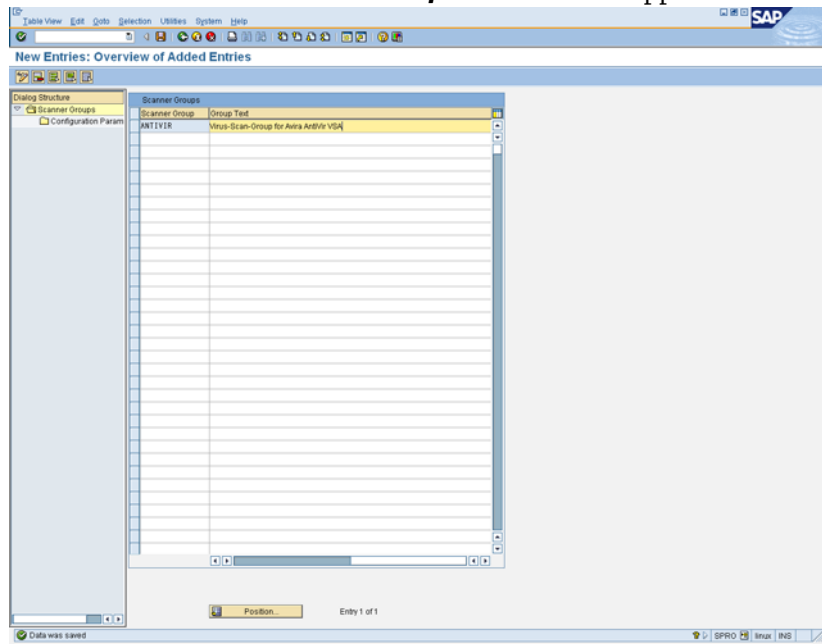 Table View Edit Goto Selection Utilities System Help
SAP
New Entries: Overview of Added Entries
Dialog Structure
Scanner Groups
Configuration Param
Scanner Groups
Scanner Group Group Text
ANTIVIR Virus-Scan-Group for Avira AntiVir VSA
Position... Entry 1 of 1
Data was saved
SPRO linux INS